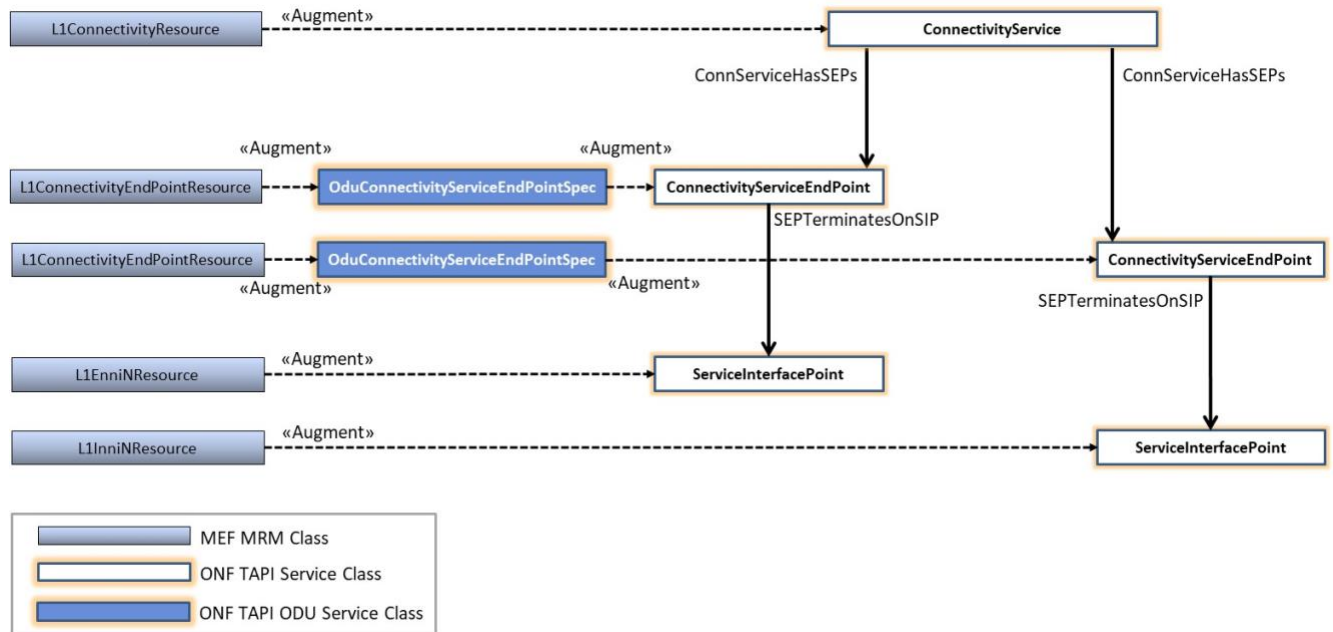 «Augment»
L1ConnectivityResource
ConnectivityService
ConnServiceHasSEPs
ConnServiceHasSEPs
«Augment»
«Augment»
L1ConnectivityEndPointResource
OduConnectivityServiceEndPointSpec
ConnectivityServiceEndPoint
SEPTerminatesOnSIP
L1ConnectivityEndPointResource
OduConnectivityServiceEndPointSpec
ConnectivityServiceEndPoint
«Augment»
«Augment»
SEPTerminatesOnSIP
«Augment»
L1EnniNResource
ServiceInterfacePoint
«Augment»
L1InniNResource
ServiceInterfacePoint
MEF MRM Class
ONF TAPI Service Class
ONF TAPI ODU Service Class